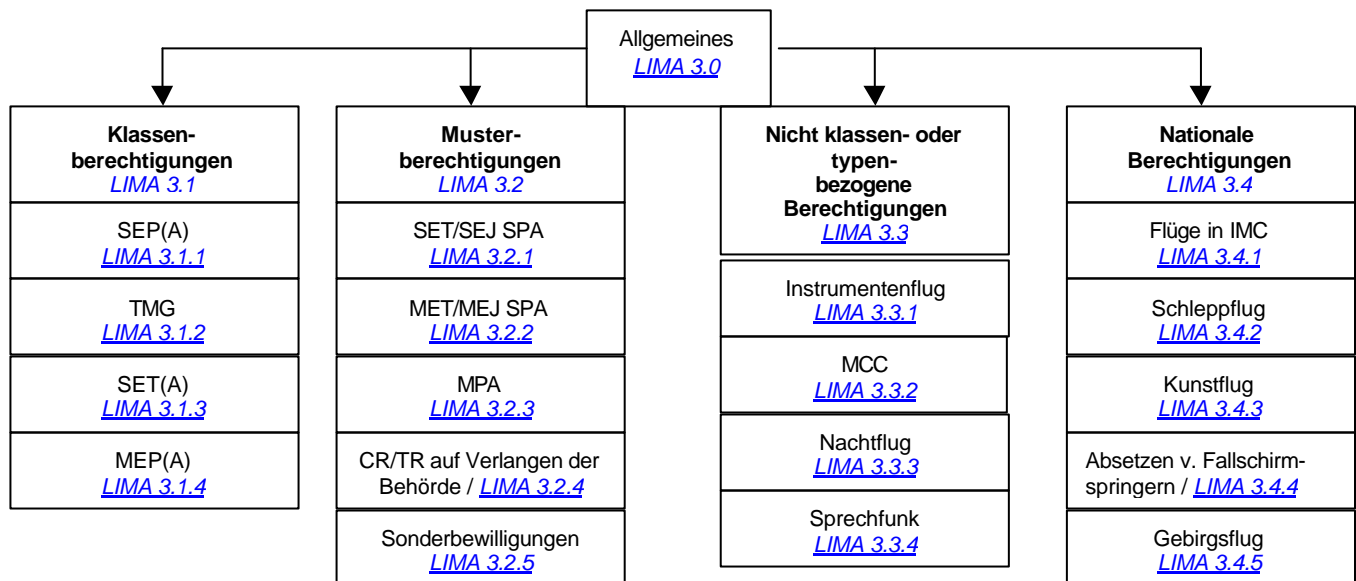 Allgemeines
LIMA 3.0
Klassen-
berechtigungen
LIMA 3.1
SEP(A)
LIMA 3.1.1
TMG
LIMA 3.1.2
SET(A)
LIMA 3.1.3
MEP(A)
LIMA 3.1.4
Muster-
berechtigungen
LIMA 3.2
SET/SEJ SPA
LIMA 3.2.1
MET/MEJ SPA
LIMA 3.2.2
MPA
LIMA 3.2.3
CR/TR auf Verlangen der
Behörde / LIMA 3.2.4
Sonderbewilligungen
LIMA 3.2.5
Nicht klassen- oder
typen-
bezogene
Berechtigungen
LIMA 3.3
Instrumentenflug
LIMA 3.3.1
MCC
LIMA 3.3.2
Nachtflug
LIMA 3.3.3
Sprechfunk
LIMA 3.3.4
Nationale
Berechtigungen
LIMA 3.4
Flüge in IMC
LIMA 3.4.1
Schleppflug
LIMA 3.4.2
Kunstflug
LIMA 3.4.3
Absetzen v. Fallschirm-
springern / LIMA 3.4.4
Gebirgsflug
LIMA 3.4.5